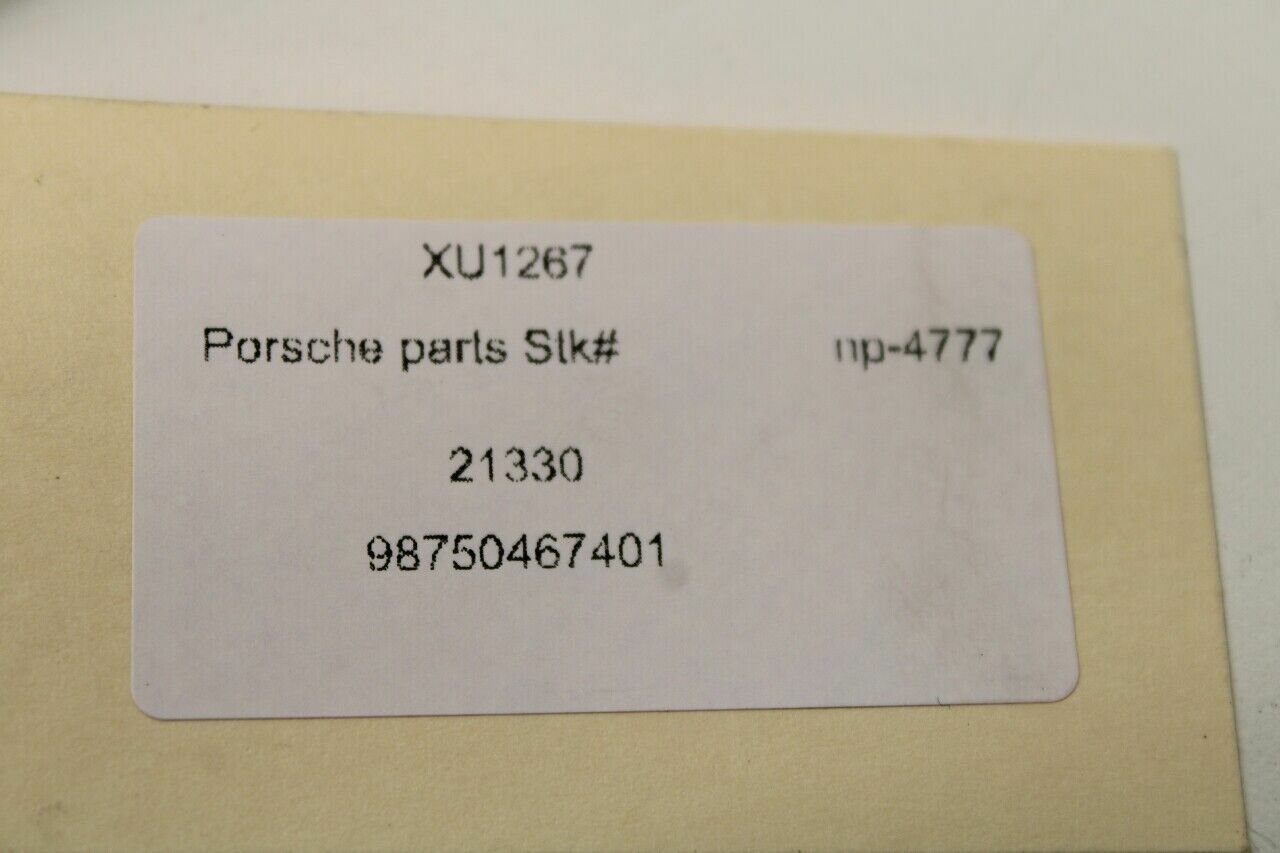 XU1267
Porsche parts Stk# np-4777
21330
98750467401